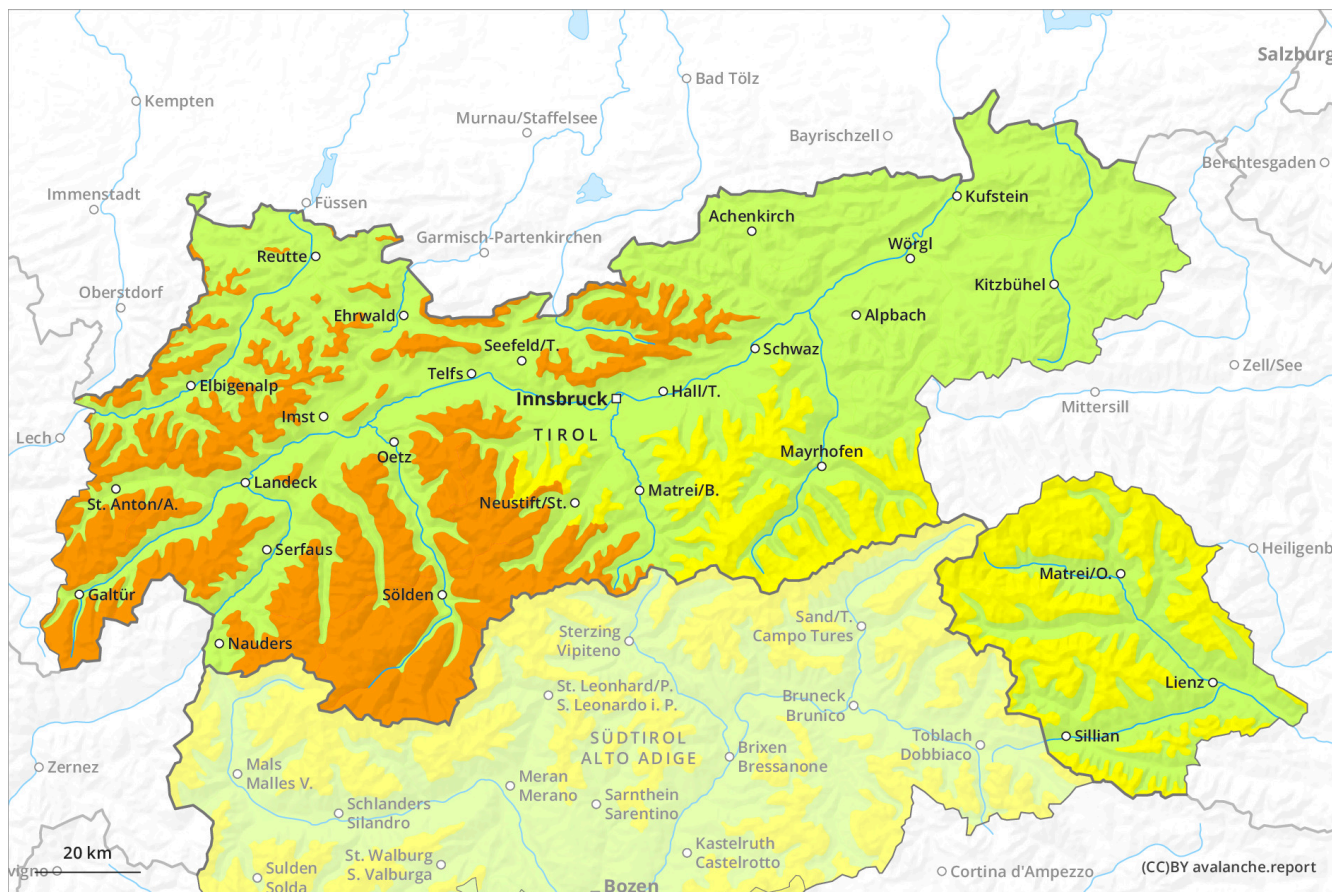 Salzburg
Bad Tölz
Kempten
Murnau/Staffelsee
Bayrischzell
Berchtesgaden
Immenstadt
Füssen
Kufstein
Achenkirch
Garmisch-Partenkirchen
Wörgl
Reutte
Kitzbühel
Oberstdorf
Ehrwald
Alpbach
Seefeld/T.
Schwaz
Zell/See
Telfs
Elbigenalp
Hall/T.
Innsbruck
Mittersill
Imst
TIROL
Lech
Mayrhofen
Oetz
Landeck
Matrei/B.
St. Anton/A.
Neustift/St.
Serfaus
Heiligenb
Matrei/O.
Galtür
Sölden
Sand/T.
Campo Tures
Sterzing
Vipiteno
Nauders
Lienz
St. Leonhard/P.
S. Leonardo i. P.
Bruneck
Brunico
Sillian
SÜDTIROL
ALTO ADIGE
Toblach
Dobbiaco
Brixen
Bressanone
Zernez
Mals
Malles V.
Meran
Merano
Sarnthein
Sarentino
Schlanders
Silandro
20 km
St. Walburg
S. Valburga
Kastelruth
Castelrotto
vigno
Sulden
Solda
Cortina d'Ampezzo
(CC)BY avalanche.report
Bozen